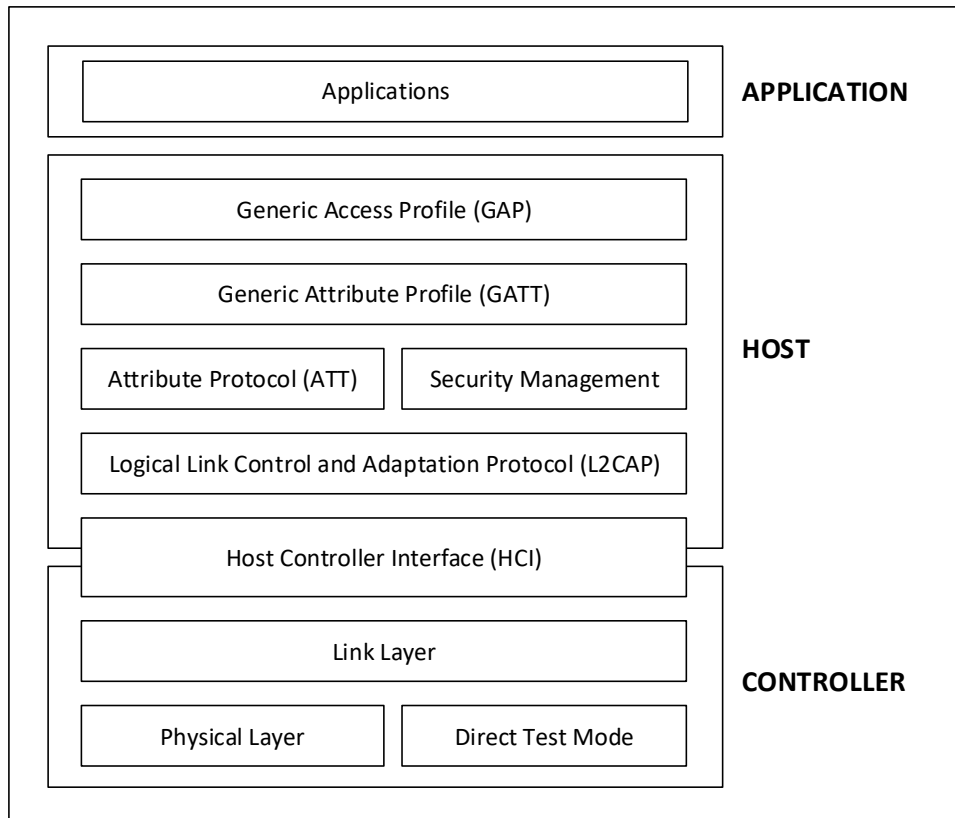 Applications
APPLICATION
Generic Access Profile (GAP)
Generic Attribute Profile (GATT)
HOST
Attribute Protocol (ATT)
Security Management
Logical Link Control and Adaptation Protocol (L2CAP)
Host Controller Interface (HCI)
Link Layer
CONTROLLER
Physical Layer
Direct Test Mode